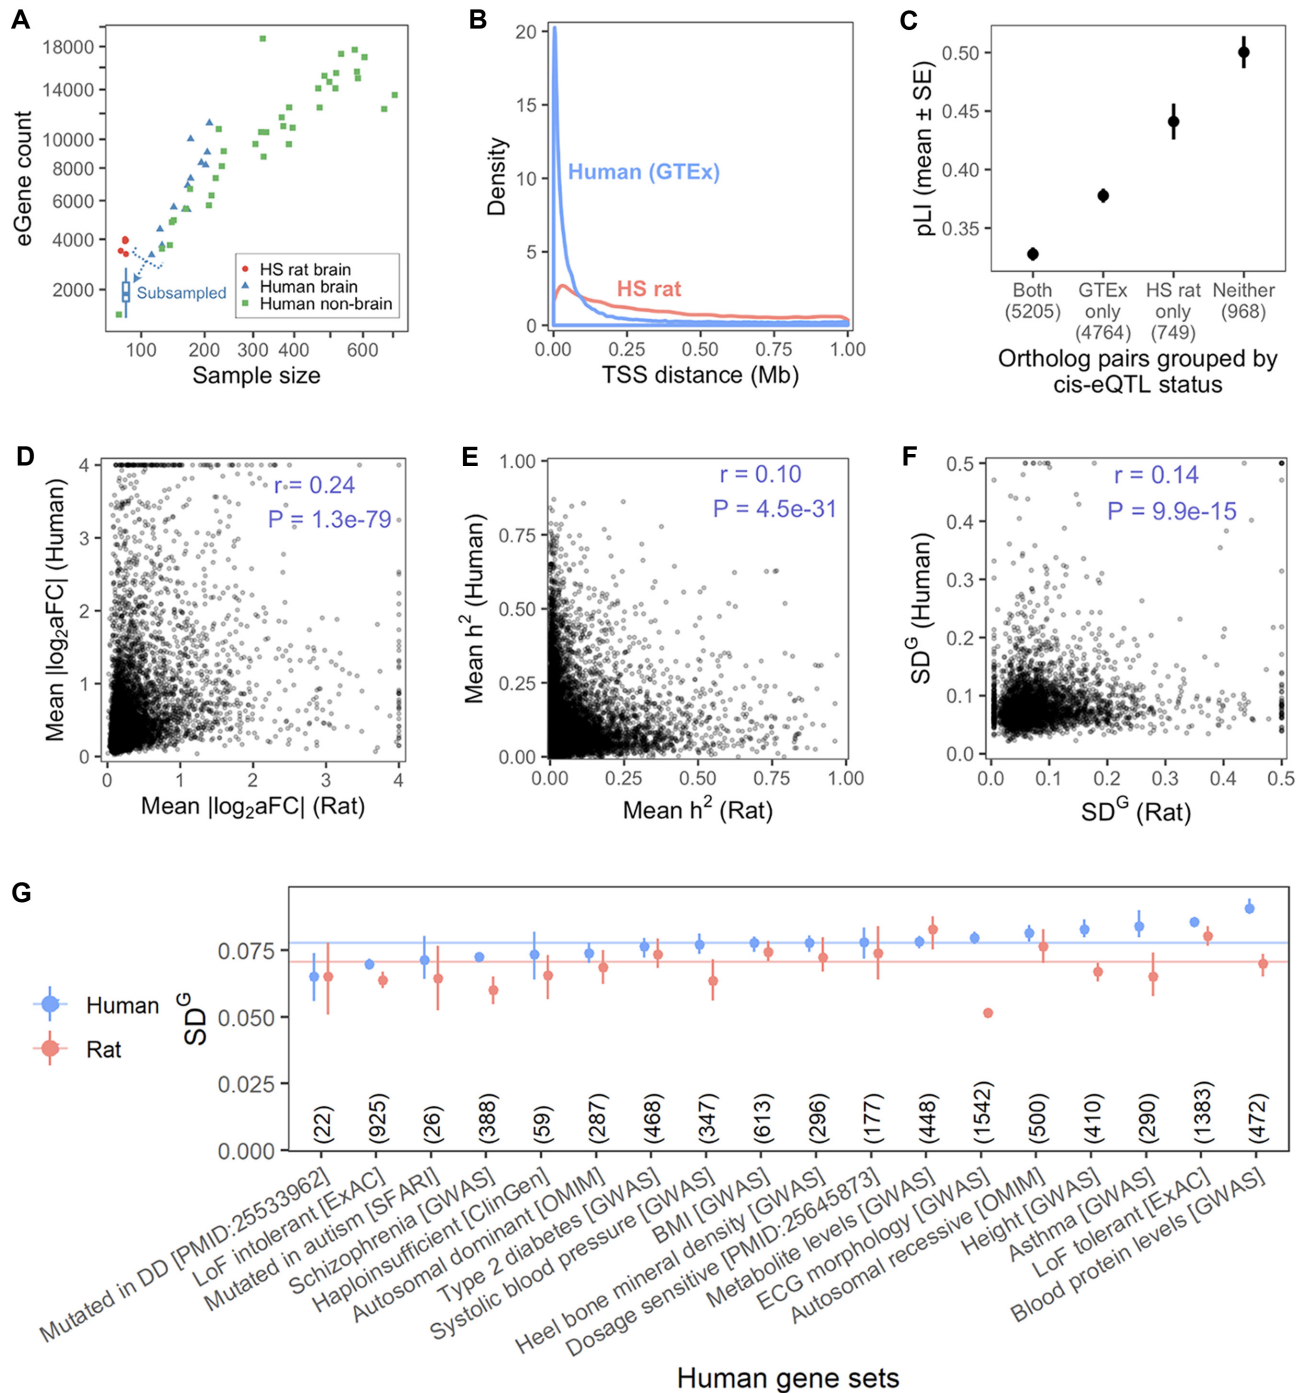 A
18000
14000
10000
8000
6000
4000
2000
eGene count
HS rat brain
Human brain
Human non-brain
Subsampled
100 200 300 400 600
Sample size
B
20
15
10
5
0
Density
Human (GTEx)
HS rat
0.00 0.25 0.50 0.75 1.00
TSS distance (Mb)
C
0.50
0.45
0.40
0.35
pLI (mean ± SE)
Both (5205)
GTEx only (4764)
HS rat only (749)
Neither (968)
Ortholog pairs grouped by
cis-eQTL status
D
4
3
2
1
0
Mean |log₂aFC| (Human)
r = 0.24
P = 1.3e-79
0 1 2 3 4
Mean |log₂aFC| (Rat)
E
1.00
0.75
0.50
0.25
0.00
Mean h² (Human)
r = 0.10
P = 4.5e-31
0.00 0.25 0.50 0.75 1.00
Mean h² (Rat)
F
0.5
0.4
0.3
0.2
0.1
0.0
SDᴳ (Human)
r = 0.14
P = 9.9e-15
0.0 0.1 0.2 0.3 0.4 0.5
SDᴳ (Rat)
G
Human
Rat
SDᴳ
0.075
0.050
0.025
0.000
(22) (925) (26) (388) (59) (287) (468) (347) (613) (296) (177) (448) (1542) (500) (410) (290) (1383) (472)
Mutated in DD [PMID:25533962]
LoF intolerant [ExAC]
Mutated in autism [SFARI]
Schizophrenia [GWAS]
Haploinsufficient [ClinGen]
Autosomal dominant [OMIM]
Type 2 diabetes [GWAS]
Systolic blood pressure [GWAS]
BMI [GWAS]
Heel bone mineral density [GWAS]
Dosage sensitive [PMID:25645873]
Metabolite levels [GWAS]
ECG morphology [GWAS]
Autosomal recessive [OMIM]
Height [GWAS]
Asthma [GWAS]
LoF tolerant [ExAC]
Blood protein levels [GWAS]
Human gene sets